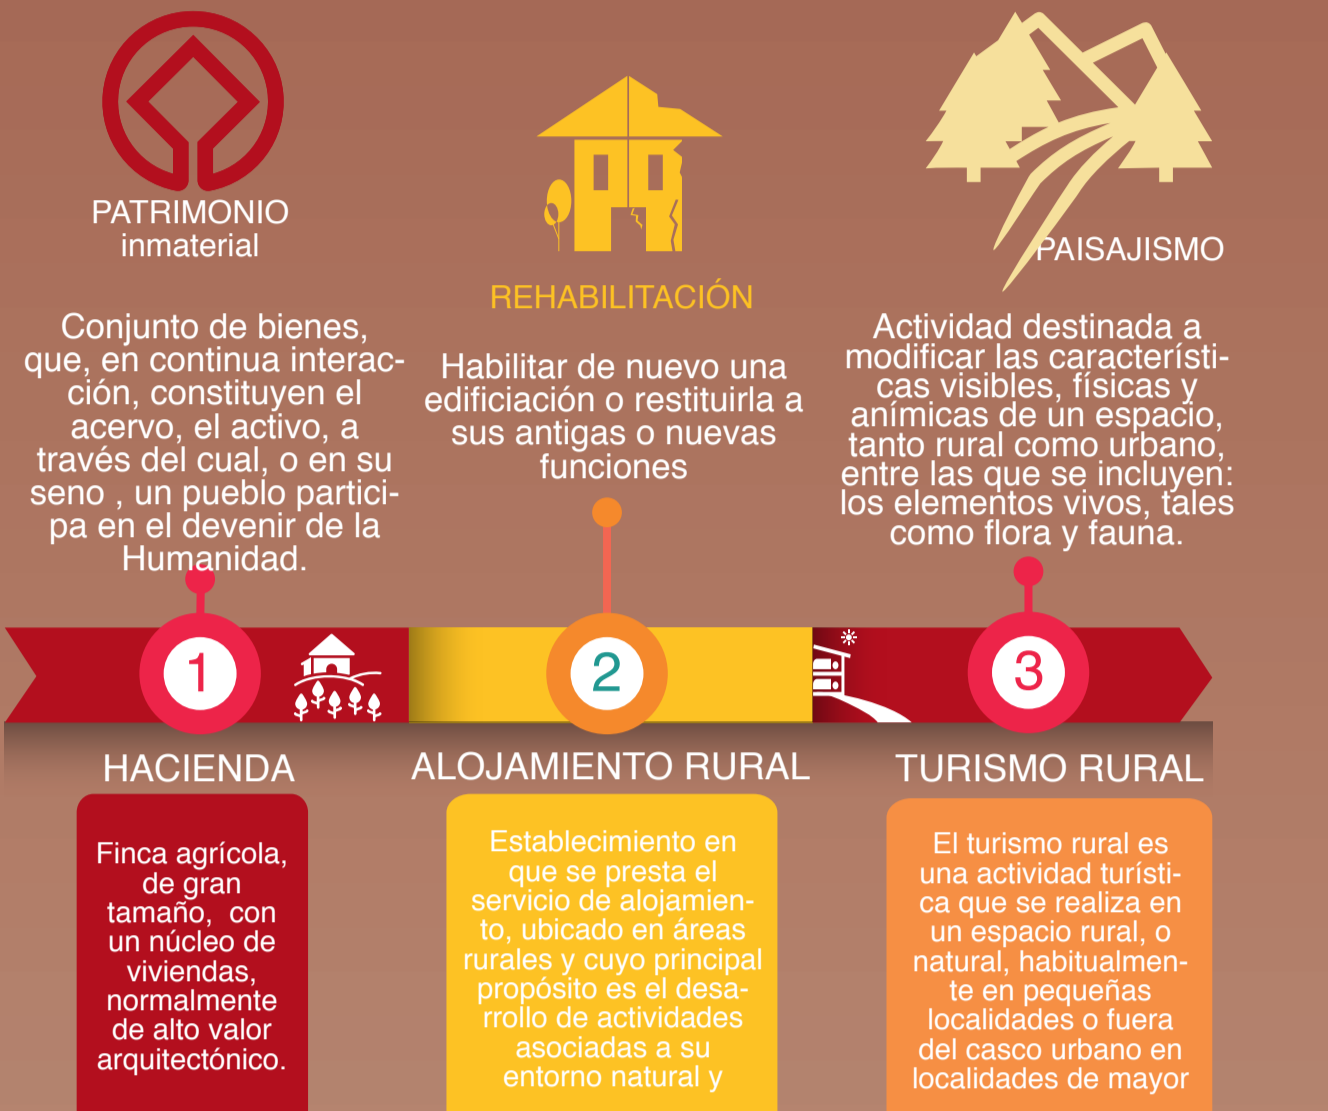 PATRIMONIO
inmaterial
Conjunto de bienes,
que, en continua interac-
ción, constituyen el
acervo, el activo, a
través del cual, o en su
seno , un pueblo partici-
pa en el devenir de la
Humanidad.
REHABILITACIÓN
Habilitar de nuevo una
edificiación o restituirla a
sus antigas o nuevas
funciones
PAISAJISMO
Actividad destinada a
modificar las característi-
cas visibles, físicas y
anímicas de un espacio,
tanto rural como urbano,
entre las que se incluyen:
los elementos vivos, tales
como flora y fauna.
1
2
3
HACIENDA
Finca agrícola,
de gran
tamaño, con
un núcleo de
viviendas,
normalmente
de alto valor
arquitectónico.
ALOJAMIENTO RURAL
Establecimiento en
que se presta el
servicio de alojamien-
to, ubicado en áreas
rurales y cuyo principal
propósito es el desa-
rrollo de actividades
asociadas a su
entorno natural y
TURISMO RURAL
El turismo rural es
una actividad turísti-
ca que se realiza en
un espacio rural, o
natural, habitualmen-
te en pequeñas
localidades o fuera
del casco urbano en
localidades de mayor